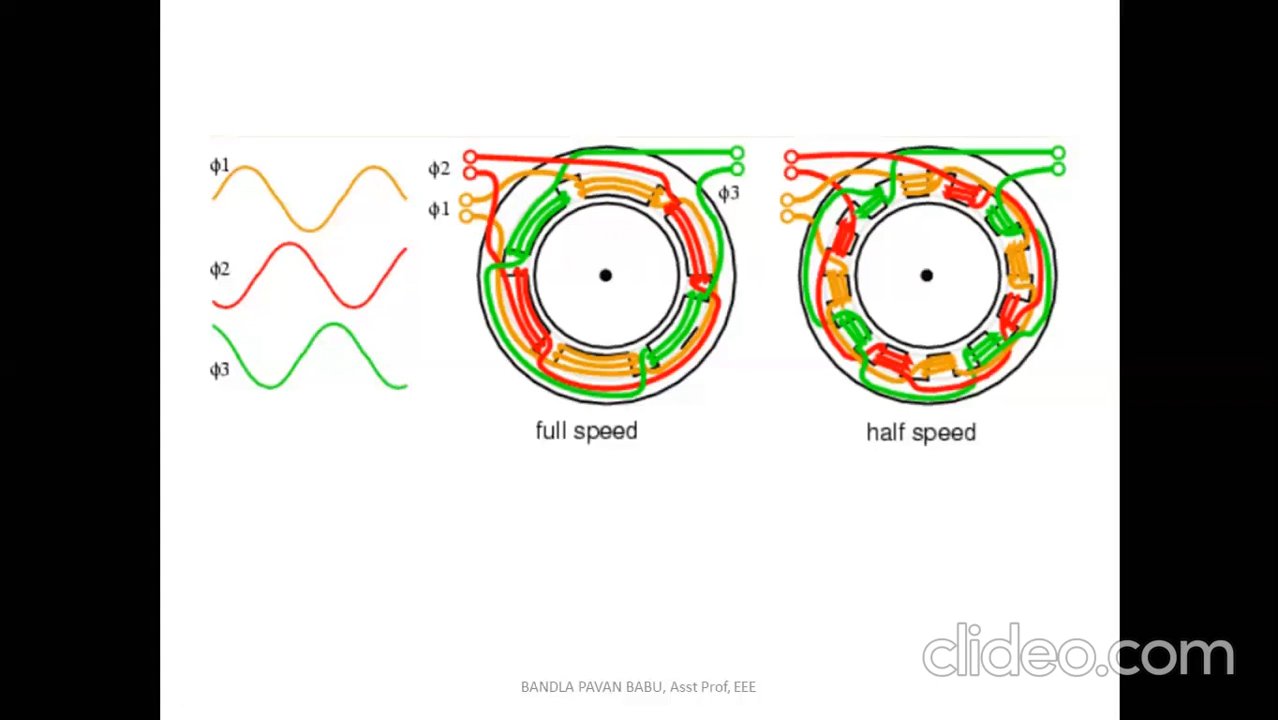 ϕ1
ϕ2
ϕ3
ϕ2
ϕ1
ϕ3
full speed
half speed
clideo.com
BANDLA PAVAN BABU, Asst Prof, EEE